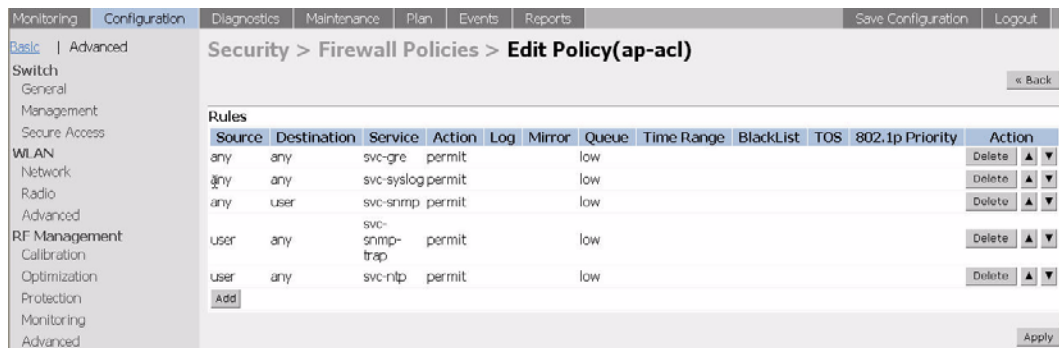 Monitoring Configuration Diagnostics Maintenance Plan Events Reports Save Configuration Logout
Basic | Advanced
Security > Firewall Policies > Edit Policy(ap-acl)
« Back
Switch
General
Management
Secure Access
WLAN
Network
Radio
Advanced
RF Management
Calibration
Optimization
Protection
Monitoring
Advanced
Rules
Source Destination Service Action Log Mirror Queue Time Range BlackList TOS 802.1p Priority Action
any any svc-gre permit low Delete ▲ ▼
any any svc-syslog permit low Delete ▲ ▼
any user svc-snmp permit low Delete ▲ ▼
user any svc-snmp-trap permit low Delete ▲ ▼
user any svc-ntp permit low Delete ▲ ▼
Add
Apply